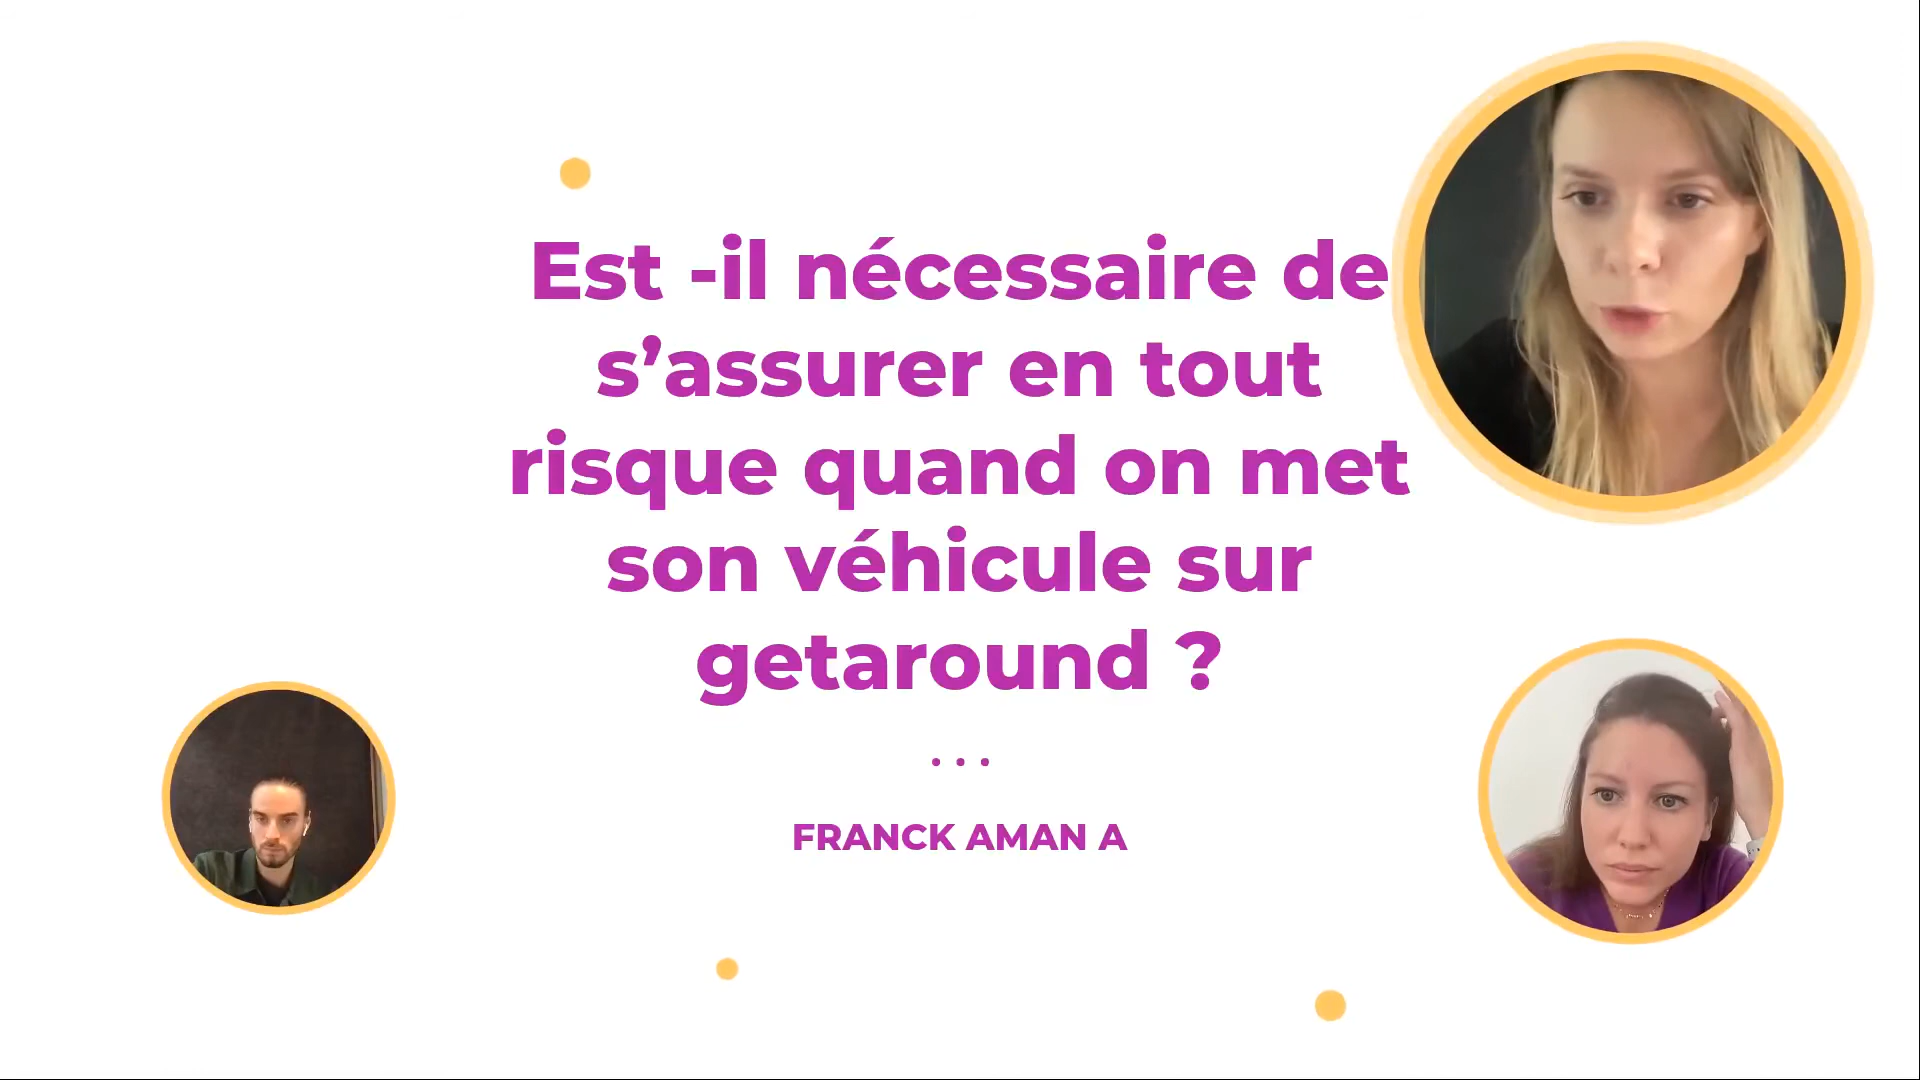 Est -il nécessaire de
s’assurer en tout
risque quand on met
son véhicule sur
getaround ?
...
FRANCK AMAN A